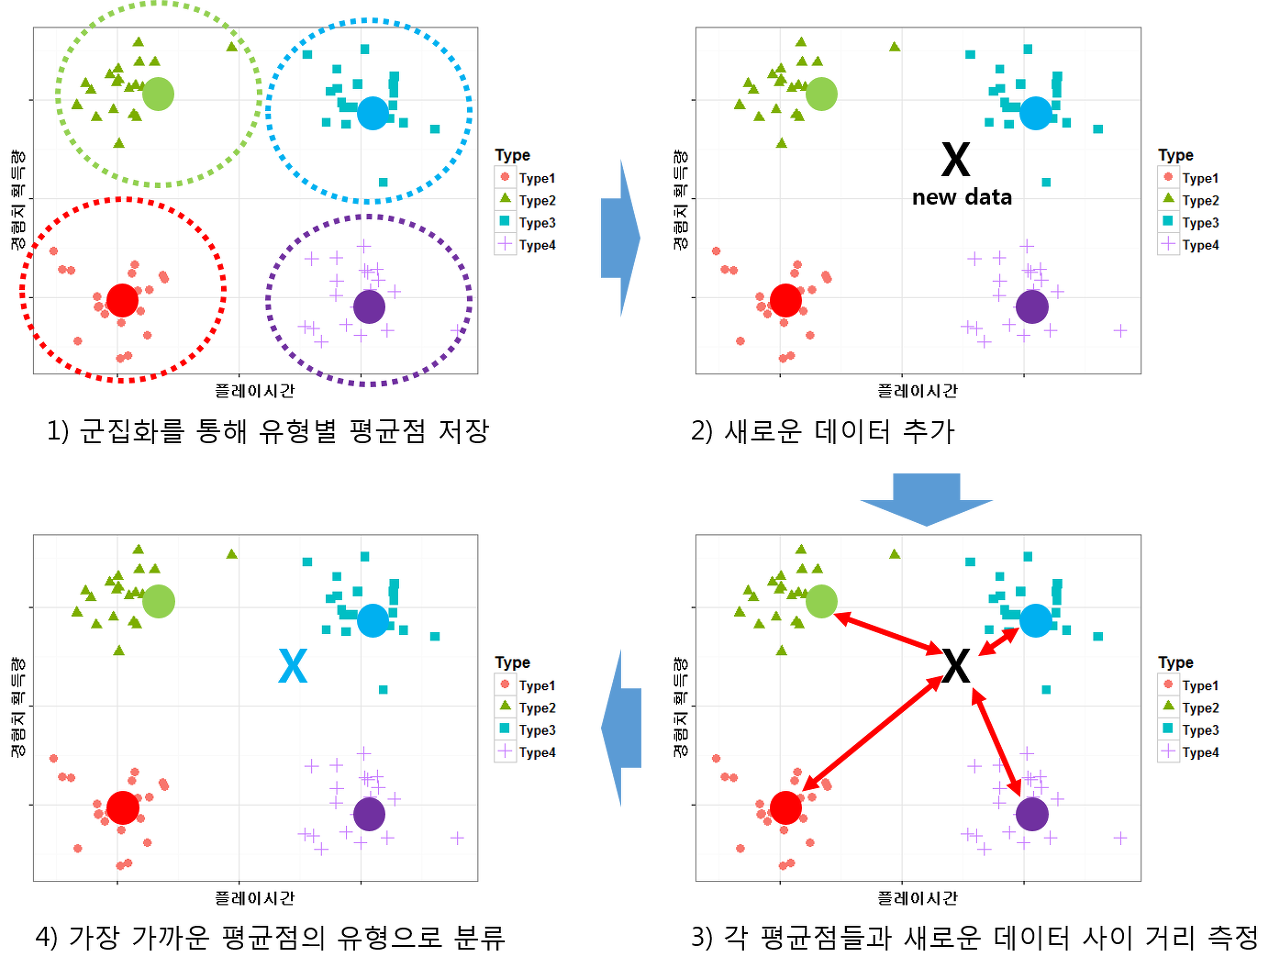 경험치 획득량
플레이시간
Type
Type1
Type2
Type3
Type4
1) 군집화를 통해 유형별 평균점 저장
경험치 획득량
X
new data
플레이시간
Type
Type1
Type2
Type3
Type4
2) 새로운 데이터 추가
경험치 획득량
X
플레이시간
Type
Type1
Type2
Type3
Type4
4) 가장 가까운 평균점의 유형으로 분류
경험치 획득량
X
플레이시간
Type
Type1
Type2
Type3
Type4
3) 각 평균점들과 새로운 데이터 사이 거리 측정